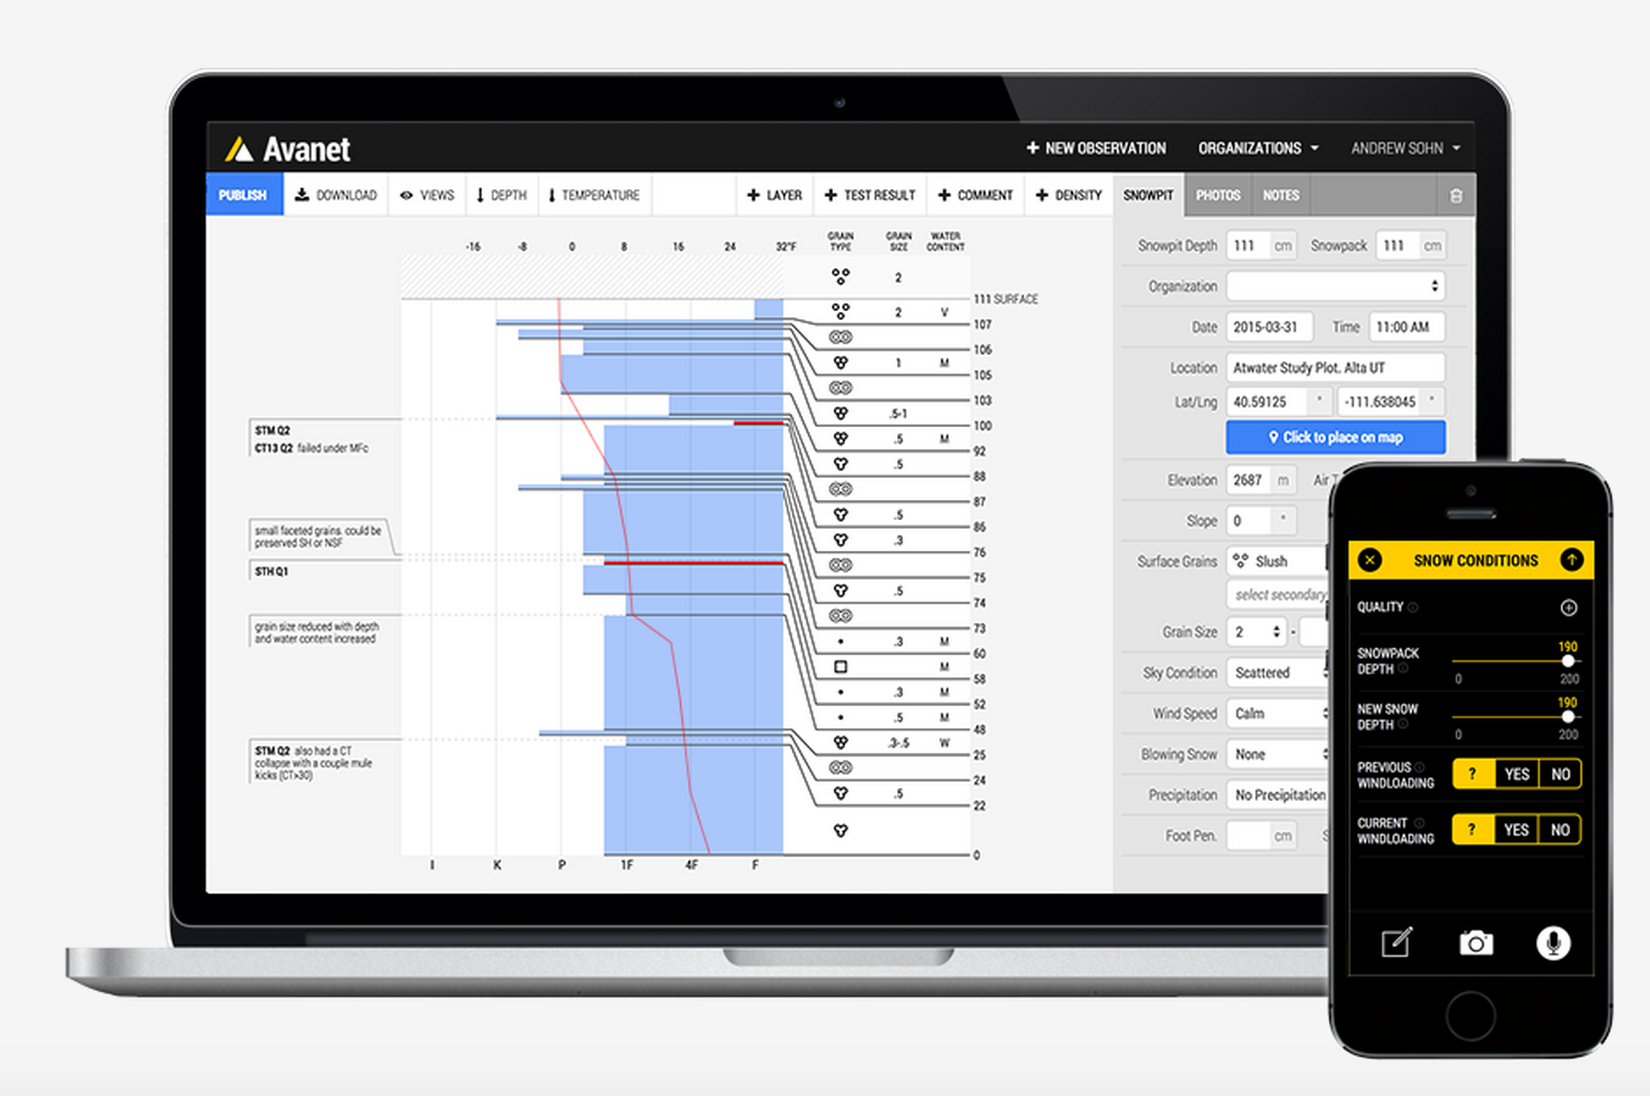 Avanet
+ NEW OBSERVATION ORGANIZATIONS ANDREW SOHN
PUBLISH DOWNLOAD VIEWS DEPTH TEMPERATURE + LAYER + TEST RESULT + COMMENT + DENSITY SNOWPIT PHOTOS NOTES
-16 -8 0 8 16 24 32°F
GRAIN TYPE
GRAIN SIZE
WATER CONTENT
2
111 SURFACE
2 V
107
106
1 M
105
103
.5-1
100
.5 M
92
.5
88
87
.5
86
.3
76
75
.5
74
73
.3 M
60
M
58
.3 M
52
.5 M
48
.3-.5 W
25
24
.5
22
0
I K P 1F 4F F
STM Q2
CT13 Q2 failed under MFc
small faceted grains. could be
preserved SH or NSF
STH Q1
grain size reduced with depth
and water content increased
STM Q2 also had a CT
collapse with a couple mule
kicks (CT>30)
Snowpit Depth 111 cm Snowpack 111 cm
Organization
Date 2015-03-31 Time 11:00 AM
Location Atwater Study Plot. Alta UT
Lat/Lng 40.59125 ° -111.638045 °
Click to place on map
Elevation 2687 m Air
Slope 0 °
Surface Grains Slush
select secondary
Grain Size 2 -
Sky Condition Scattered
Wind Speed Calm
Blowing Snow None
Precipitation No Precipitation
Foot Pen. cm S
SNOW CONDITIONS
QUALITY
SNOWPACK
DEPTH
190
0 200
NEW SNOW
DEPTH
190
0 200
PREVIOUS
WINDLOADING
? YES NO
CURRENT
WINDLOADING
? YES NO